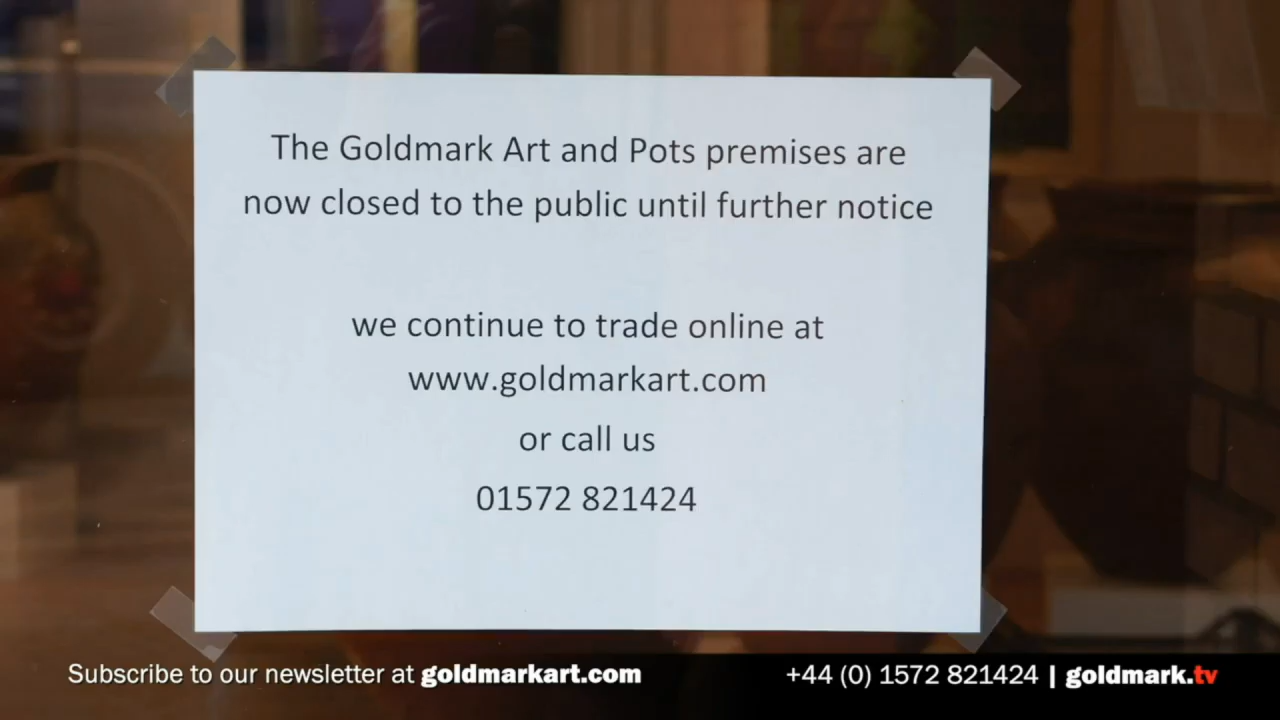 The Goldmark Art and Pots premises are
now closed to the public until further notice
we continue to trade online at
www.goldmarkart.com
or call us
01572 821424
Subscribe to our newsletter at goldmarkart.com
+44 (0) 1572 821424 | goldmark.tv